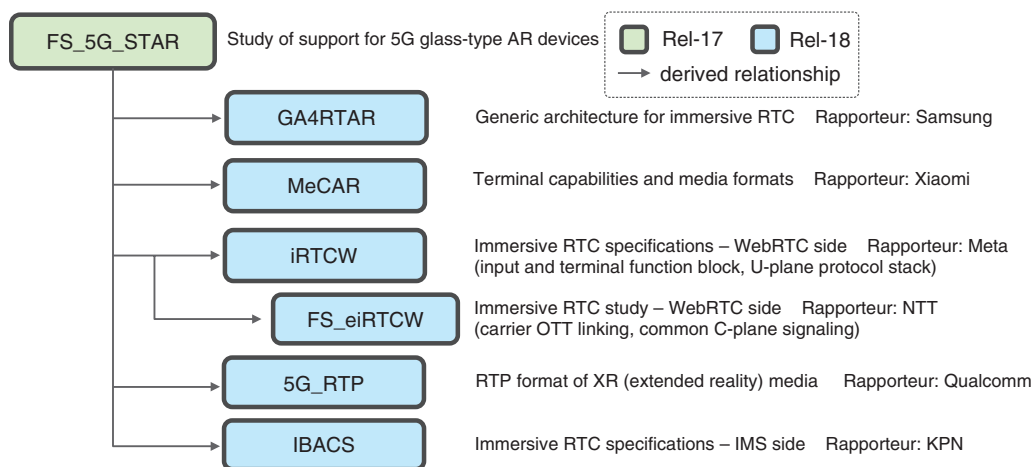 FS_5G_STAR
Study of support for 5G glass-type AR devices
Rel-17
Rel-18
derived relationship
GA4RTAR
Generic architecture for immersive RTC Rapporteur: Samsung
MeCAR
Terminal capabilities and media formats Rapporteur: Xiaomi
iRTCW
Immersive RTC specifications – WebRTC side Rapporteur: Meta
(input and terminal function block, U-plane protocol stack)
FS_eiRTCW
Immersive RTC study – WebRTC side Rapporteur: NTT
(carrier OTT linking, common C-plane signaling)
5G_RTP
RTP format of XR (extended reality) media Rapporteur: Qualcomm
IBACS
Immersive RTC specifications – IMS side Rapporteur: KPN